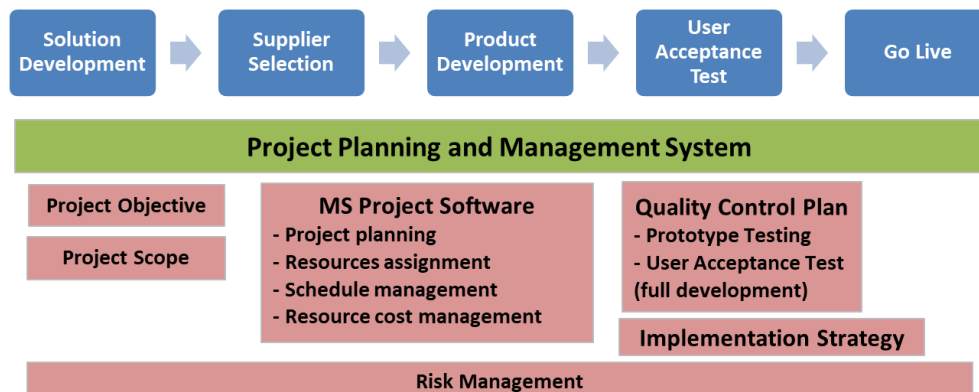 Solution
Development
Supplier
Selection
Product
Development
User
Acceptance
Test
Go Live
Project Planning and Management System
Project Objective
Project Scope
MS Project Software
- Project planning
- Resources assignment
- Schedule management
- Resource cost management
Quality Control Plan
- Prototype Testing
- User Acceptance Test
(full development)
Implementation Strategy
Risk Management